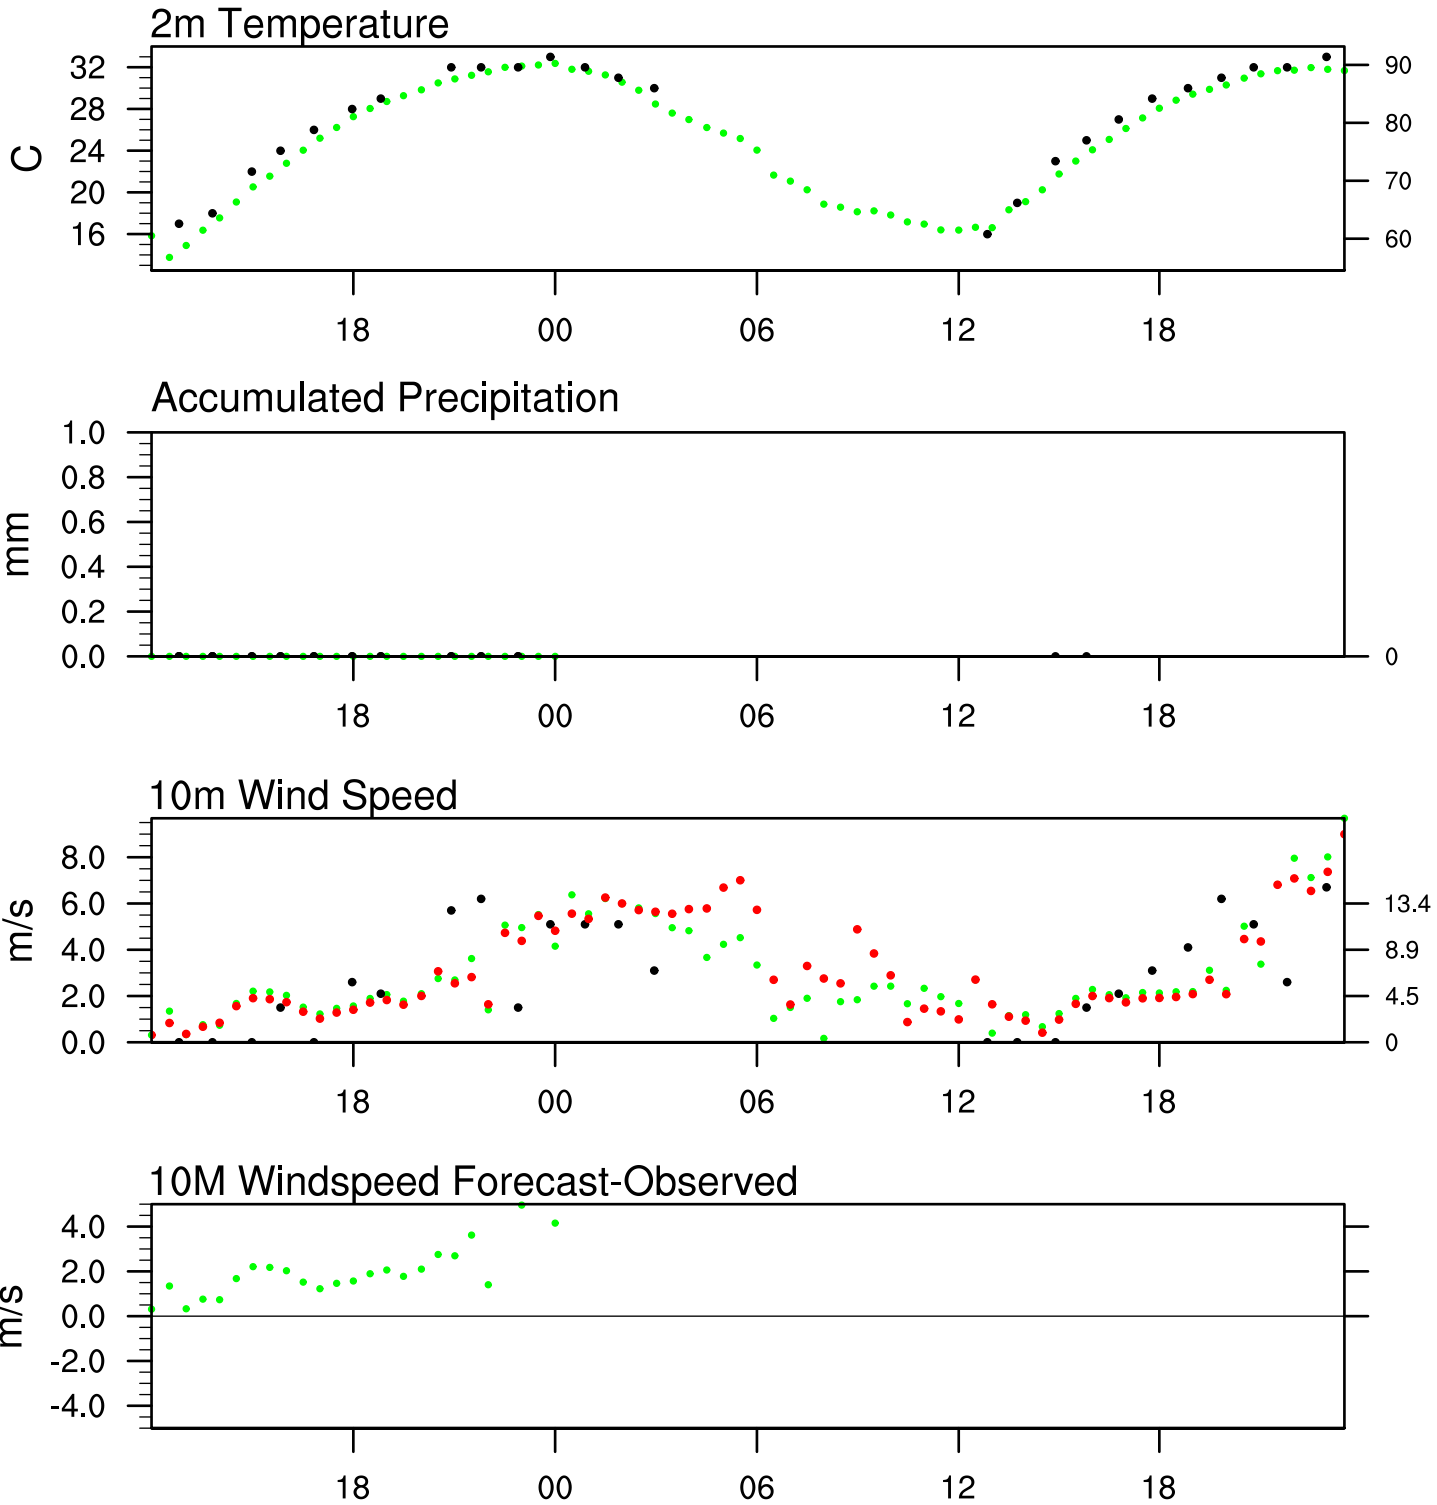 2m Temperature
32
28
24
20
16
C
90
80
70
60
18 00 06 12 18
Accumulated Precipitation
1.0
0.8
0.6
0.4
0.2
0.0
mm
0
18 00 06 12 18
10m Wind Speed
8.0
6.0
4.0
2.0
0.0
m/s
13.4
8.9
4.5
0
18 00 06 12 18
10M Windspeed Forecast-Observed
4.0
2.0
0.0
-2.0
-4.0
m/s
18 00 06 12 18